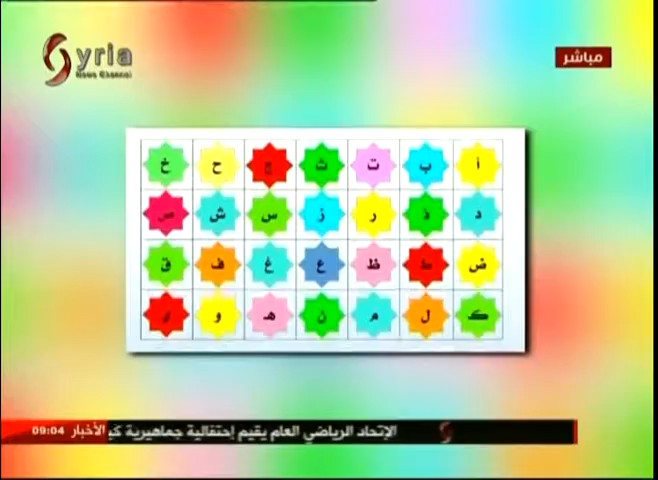 Syria
News Channel
مباشر
أ ب ت ث ج ح خ
د ذ ر ز س ش ص
ض ط ظ ع غ ف ق
ك ل م ن هـ و ي
الأخبار 09:04
الإتحاد الرياضي العام يقيم إحتفالية جماهيرية